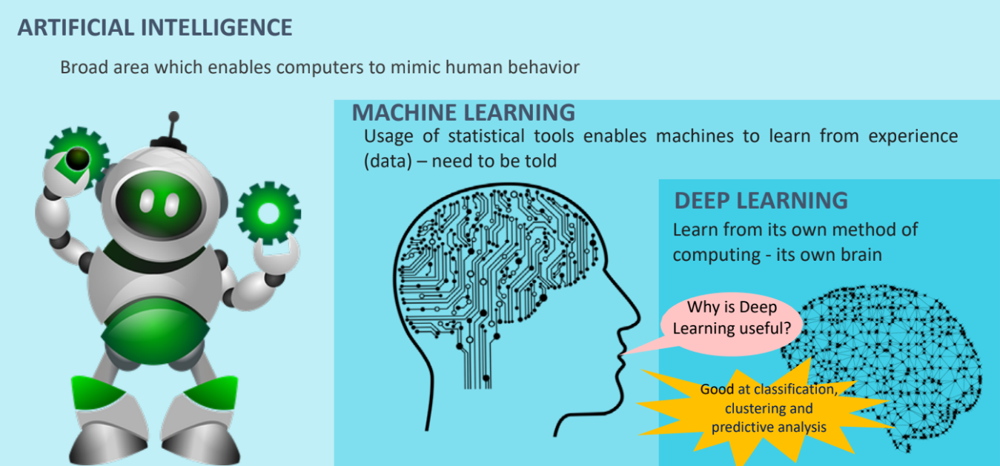 ARTIFICIAL INTELLIGENCE
Broad area which enables computers to mimic human behavior
MACHINE LEARNING
Usage of statistical tools enables machines to learn from experience
(data) – need to be told
DEEP LEARNING
Learn from its own method of
computing - its own brain
Why is Deep
Learning useful?
Good at classification,
clustering and
predictive analysis